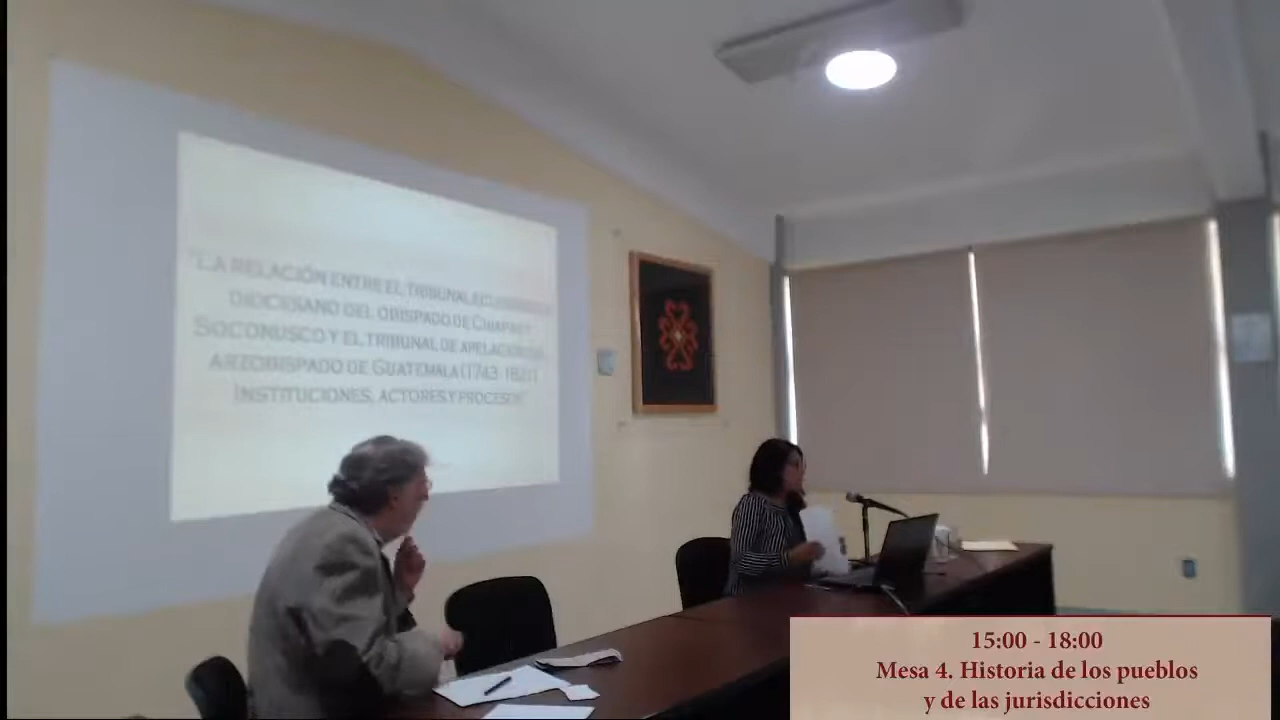 "LA RELACIÓN ENTRE EL TRIBUNAL
DIOCESANO DEL OBISPADO DE CHIAPAS Y
SOCONUSCO Y EL TRIBUNAL DE APELACIÓN DEL
ARZOBISPADO DE GUATEMALA (1743-1821)
INSTITUCIONES, ACTORES Y PROCESOS"
15:00 - 18:00
Mesa 4. Historia de los pueblos
y de las jurisdicciones